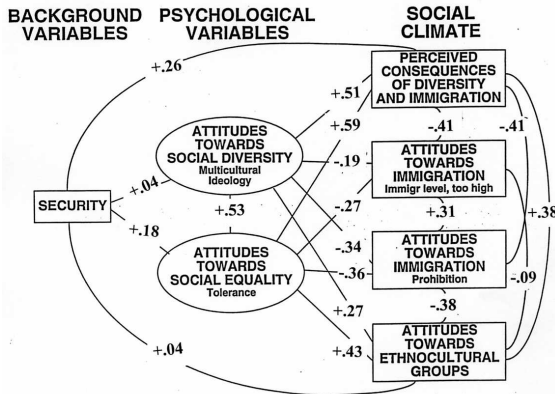 BACKGROUND
VARIABLES
PSYCHOLOGICAL
VARIABLES
SOCIAL
CLIMATE
+.26
PERCEIVED
CONSEQUENCES
OF DIVERSITY
AND IMMIGRATION
+.51
+.59
-.41
-.41
ATTITUDES
TOWARDS
SOCIAL DIVERSITY
Multicultural
Ideology
ATTITUDES
TOWARDS
IMMIGRATION
Immigr level, too high
-.19
+.04
SECURITY
+.53
-.27
+.31
+.38
+.18
ATTITUDES
TOWARDS
SOCIAL EQUALITY
Tolerance
-.34
-.36
ATTITUDES
TOWARDS
IMMIGRATION
Prohibition
-.09
+.27
-.38
+.04
+.43
ATTITUDES
TOWARDS
ETHNOCULTURAL
GROUPS